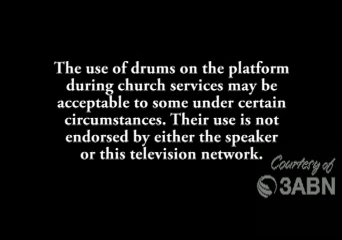 The use of drums on the platform
during church services may be
acceptable to some under certain
circumstances. Their use is not
endorsed by either the speaker
or this television network.
Courtesy of
3ABN